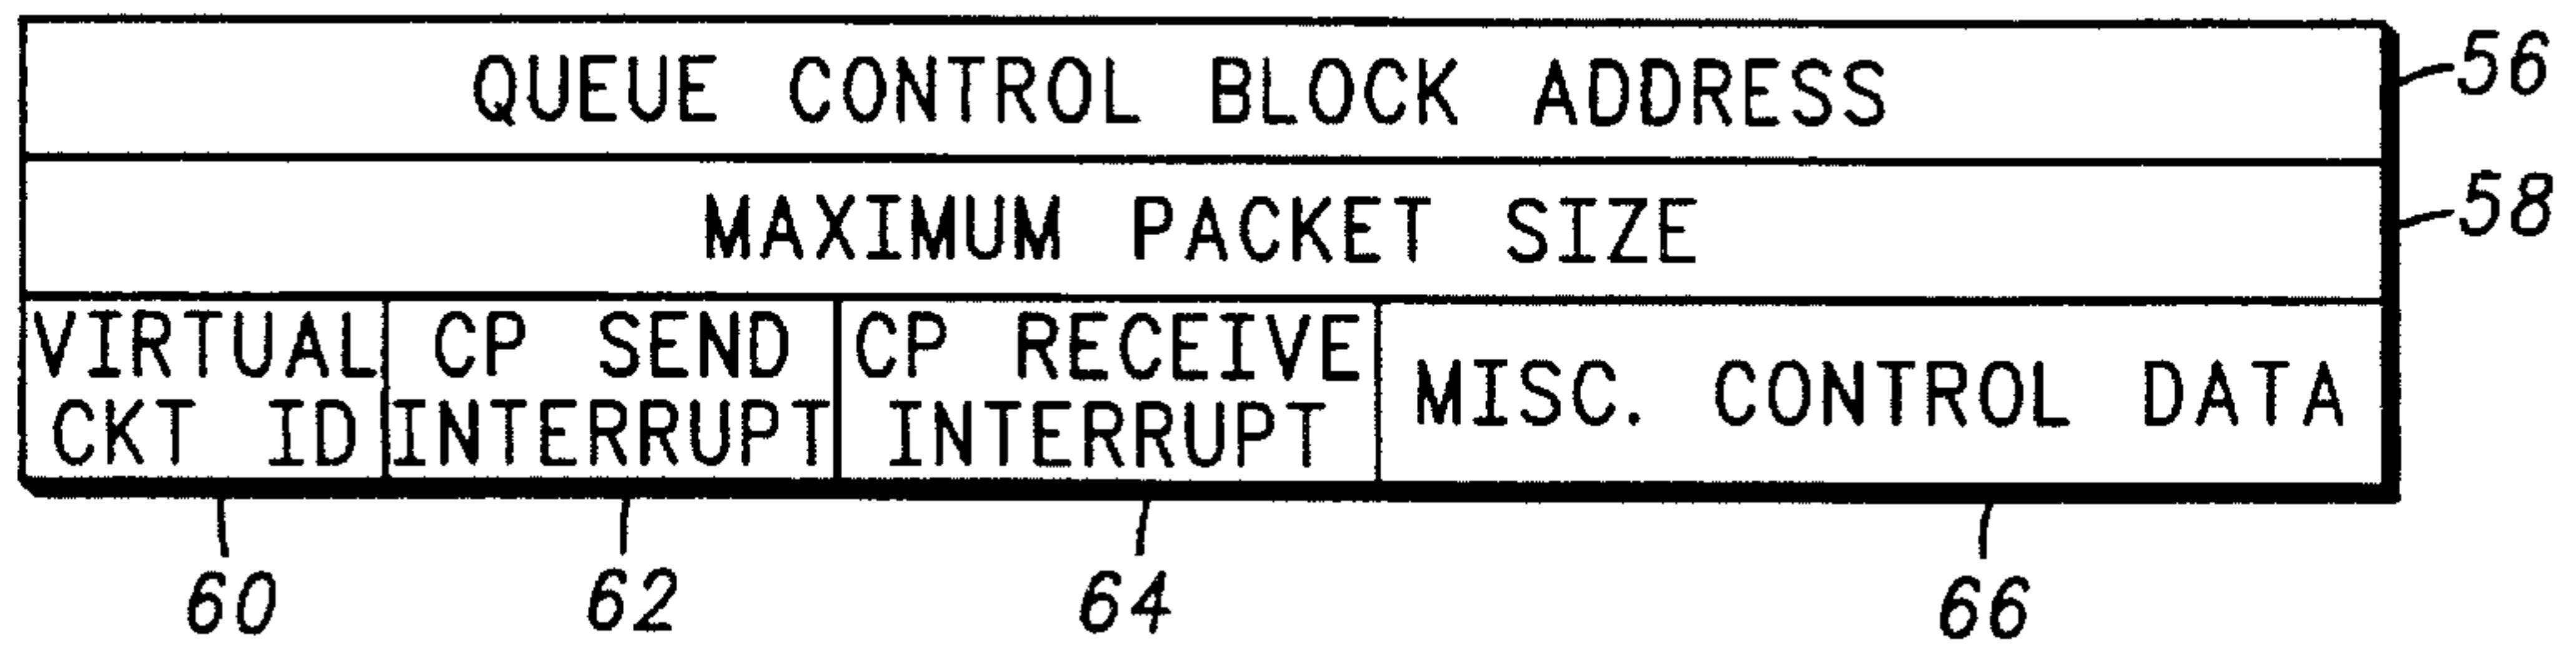 QUEUE CONTROL BLOCK ADDRESS 56
MAXIMUM PACKET SIZE 58
VIRTUAL CKT ID
CP SEND INTERRUPT
CP RECEIVE INTERRUPT
MISC. CONTROL DATA
60 62 64 66